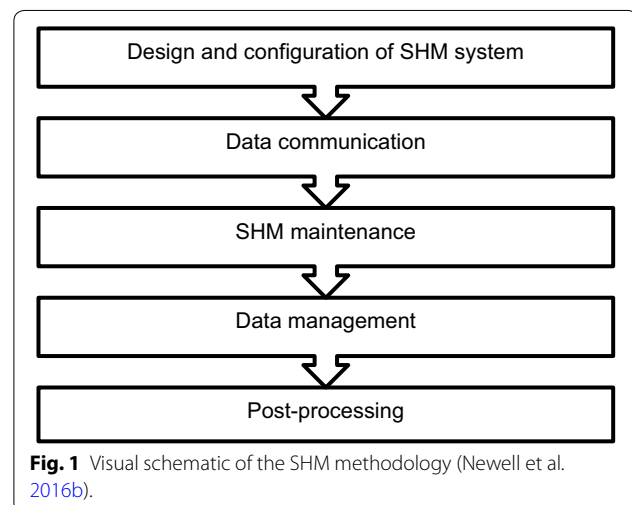 Design and configuration of SHM system
Data communication
SHM maintenance
Data management
Post-processing
Fig. 1 Visual schematic of the SHM methodology (Newell et al.
2016b).